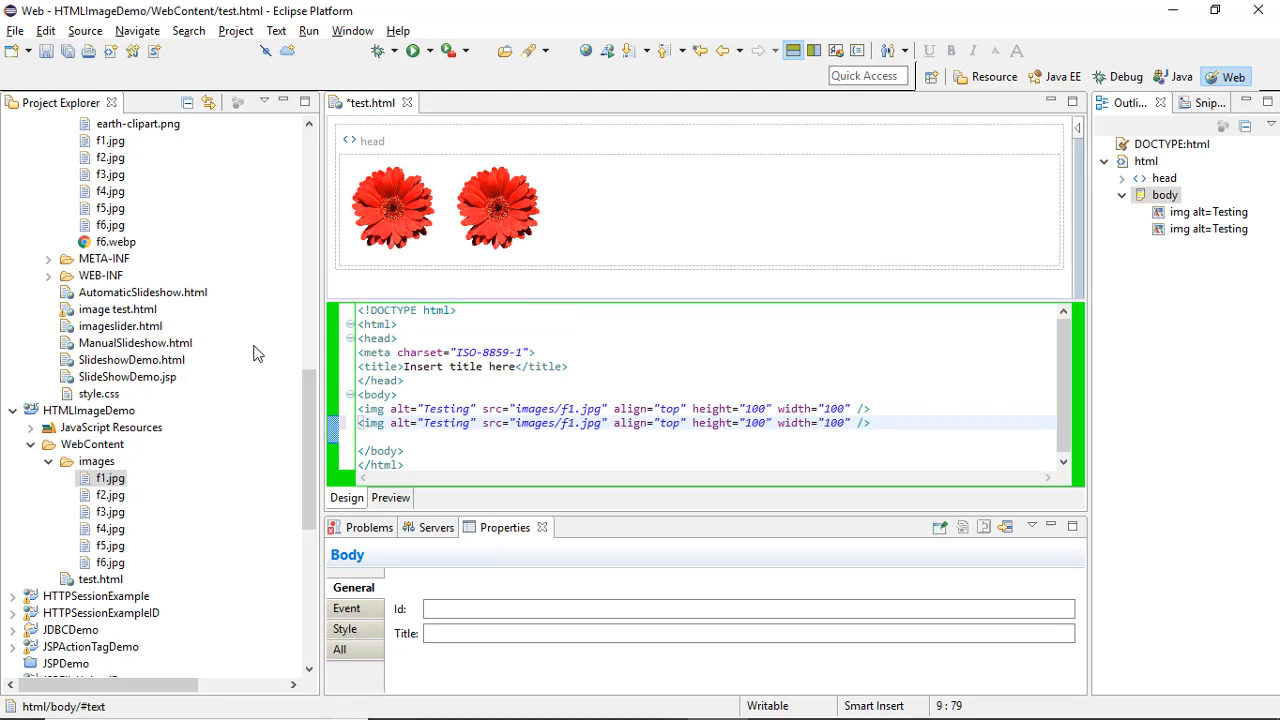 Web - HTMLImageDemo/WebContent/test.html - Eclipse Platform
File Edit Source Navigate Search Project Text Run Window Help
Quick Access
Resource Java EE Debug Java Web
Project Explorer
earth-clipart.png
f1.jpg
f2.jpg
f3.jpg
f4.jpg
f5.jpg
f6.jpg
f6.webp
META-INF
WEB-INF
AutomaticSlideshow.html
image test.html
imageslider.html
ManualSlideshow.html
SlideshowDemo.html
SlideShowDemo.jsp
style.css
HTMLImageDemo
JavaScript Resources
WebContent
images
f1.jpg
f2.jpg
f3.jpg
f4.jpg
f5.jpg
f6.jpg
test.html
HTTPSessionExample
HTTPSessionExampleID
JDBCDemo
JSPActionTagDemo
JSPDemo
*test.html
head
<!DOCTYPE html>
<html>
<head>
<meta charset="ISO-8859-1">
<title>Insert title here</title>
</head>
<body>
<img alt="Testing" src="images/f1.jpg" align="top" height="100" width="100" />
<img alt="Testing" src="images/f1.jpg" align="top" height="100" width="100" />
</body>
</html>
Design Preview
Problems Servers Properties
Body
General
Event
Style
All
Id:
Title:
Outli... Snip...
DOCTYPE:html
html
head
body
img alt=Testing
img alt=Testing
html/body/#text
Writable Smart Insert 9 : 79